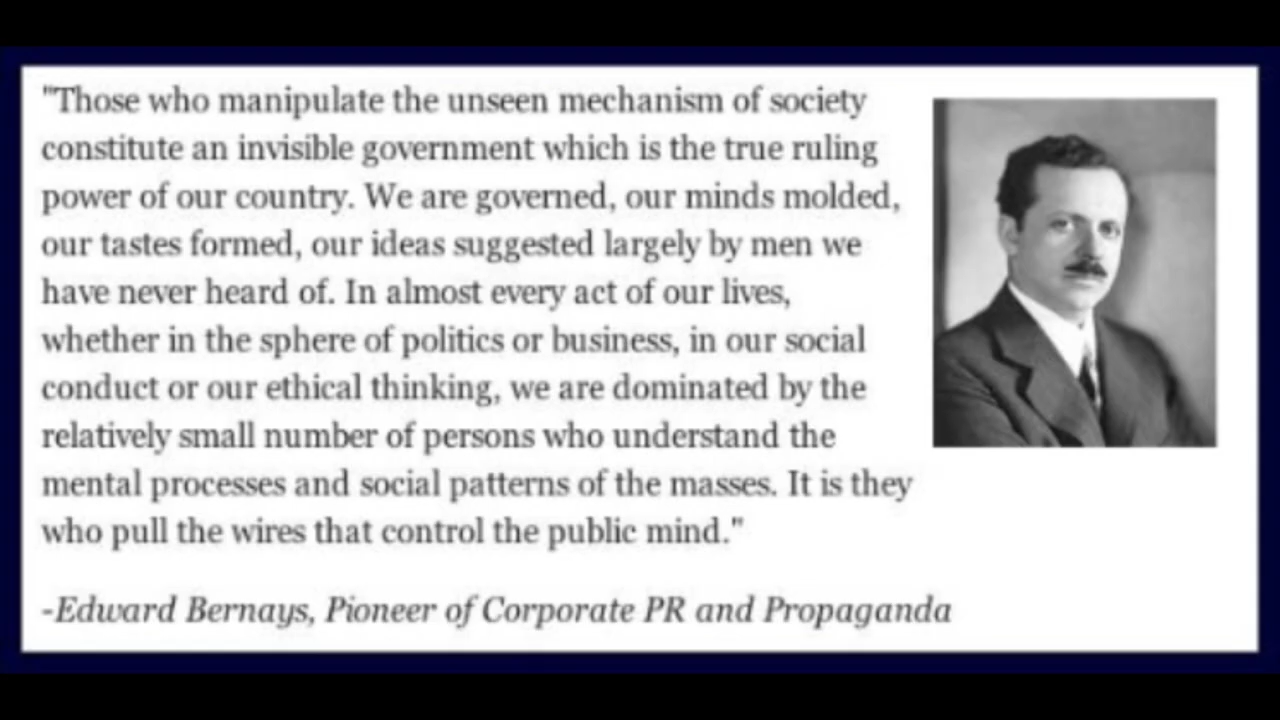 "Those who manipulate the unseen mechanism of society
constitute an invisible government which is the true ruling
power of our country. We are governed, our minds molded,
our tastes formed, our ideas suggested largely by men we
have never heard of. In almost every act of our lives,
whether in the sphere of politics or business, in our social
conduct or our ethical thinking, we are dominated by the
relatively small number of persons who understand the
mental processes and social patterns of the masses. It is they
who pull the wires that control the public mind."
-Edward Bernays, Pioneer of Corporate PR and Propaganda